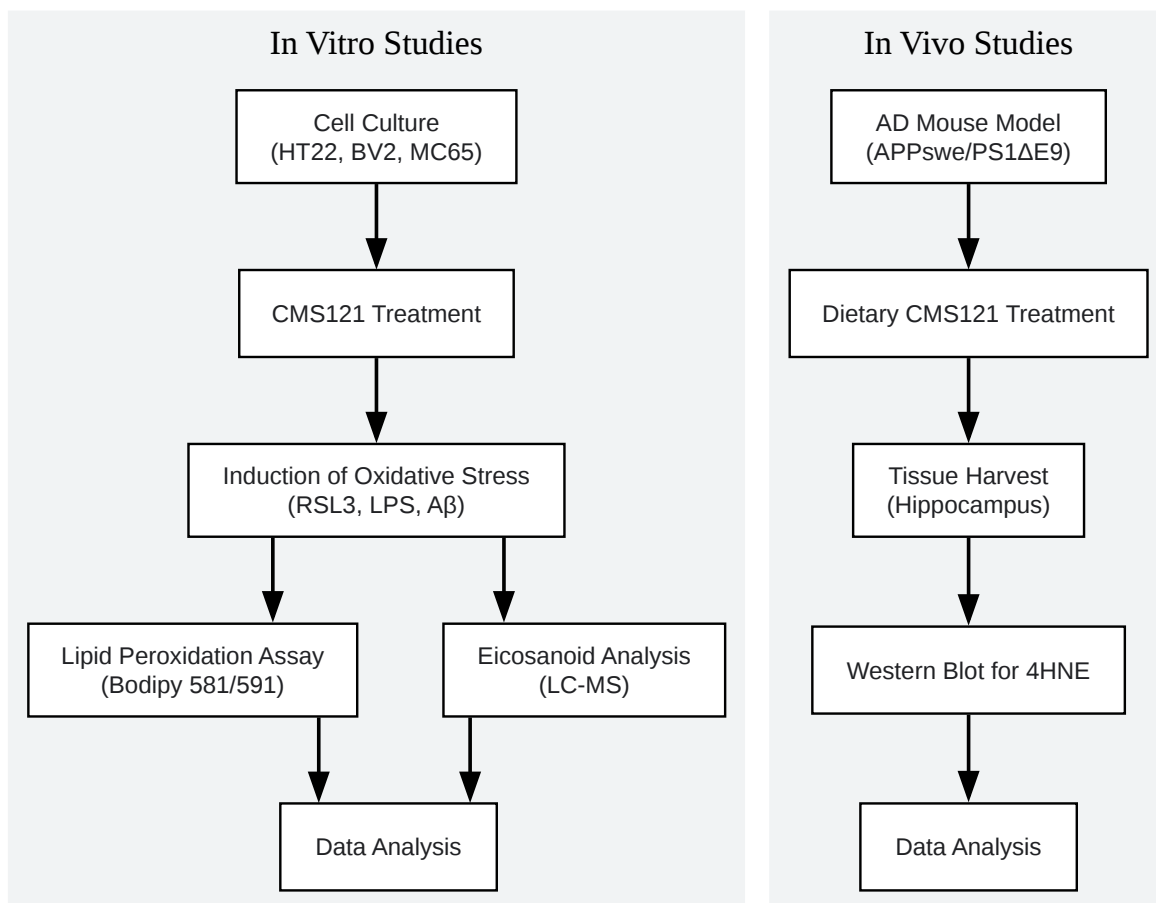 In Vitro Studies
Cell Culture
(HT22, BV2, MC65)
CMS121 Treatment
Induction of Oxidative Stress
(RSL3, LPS, Aβ)
Lipid Peroxidation Assay
(Bodipy 581/591)
Eicosanoid Analysis
(LC-MS)
Data Analysis
In Vivo Studies
AD Mouse Model
(APPswe/PS1ΔE9)
Dietary CMS121 Treatment
Tissue Harvest
(Hippocampus)
Western Blot for 4HNE
Data Analysis